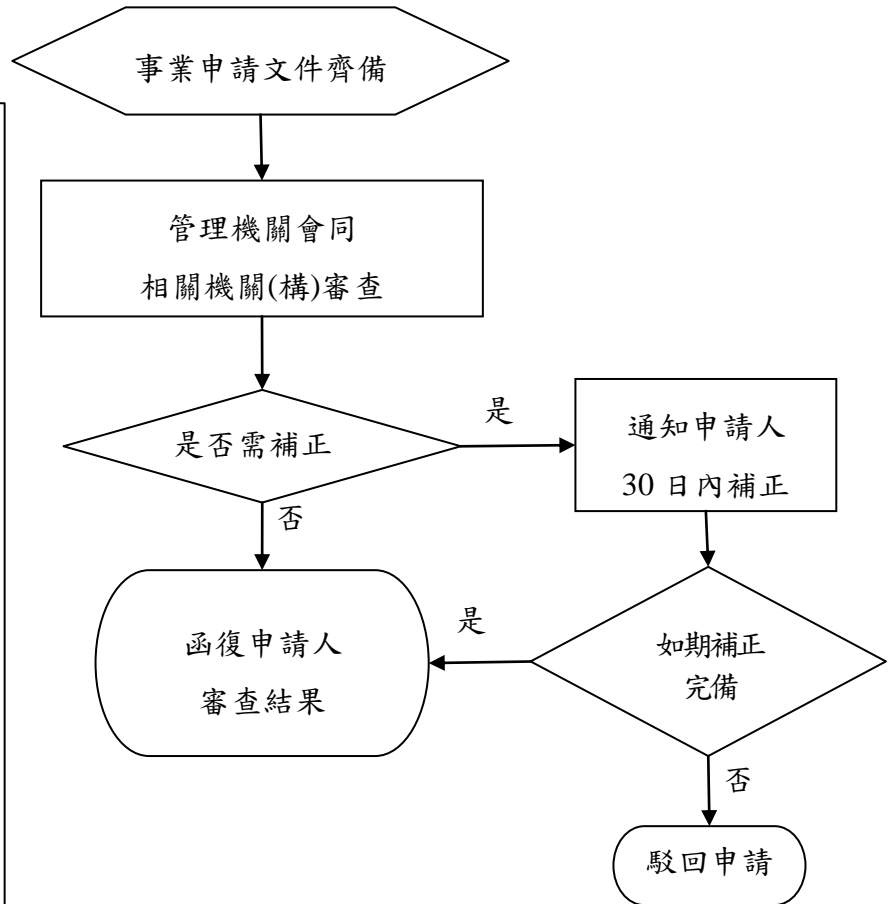 事業申請文件齊備
管理機關會同
相關機關(構)審查
是否需補正
是
通知申請人
30 日內補正
否
函復申請人
審查結果
是
如期補正
完備
否
駁回申請